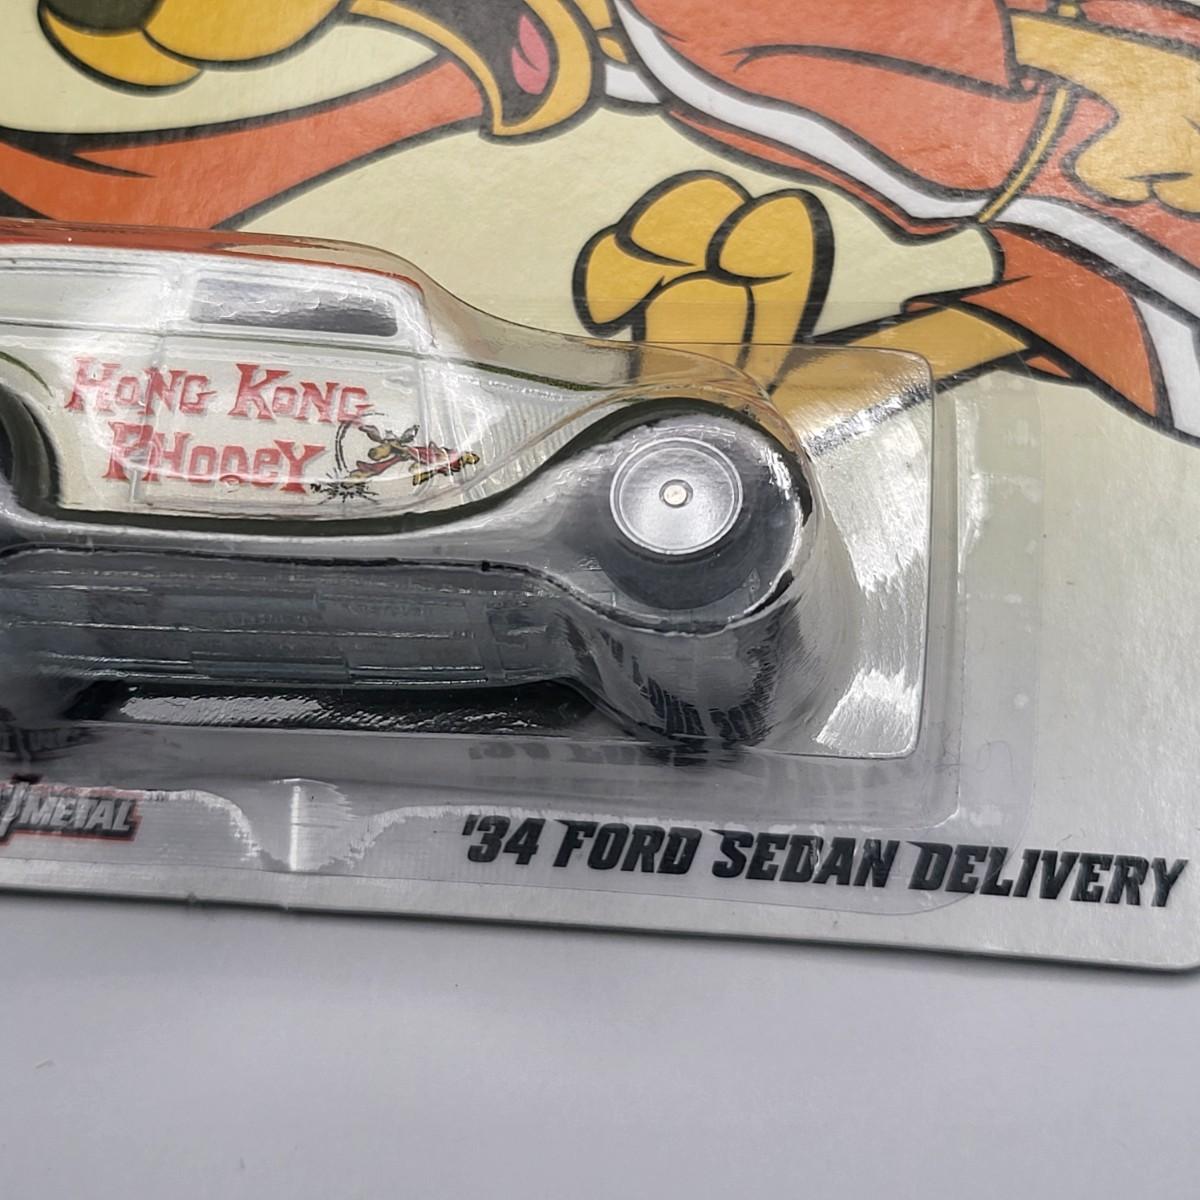 HONG KONG
PHOOEY
METAL
'34 FORD SEDAN DELIVERY